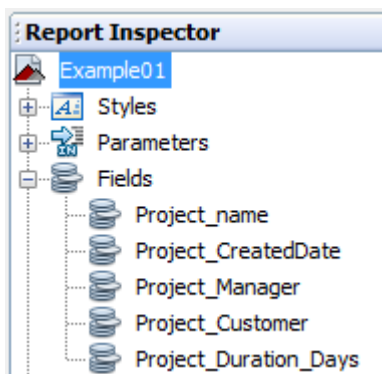 Report Inspector
Example01
Styles
Parameters
Fields
Project_name
Project_CreatedDate
Project_Manager
Project_Customer
Project_Duration_Days